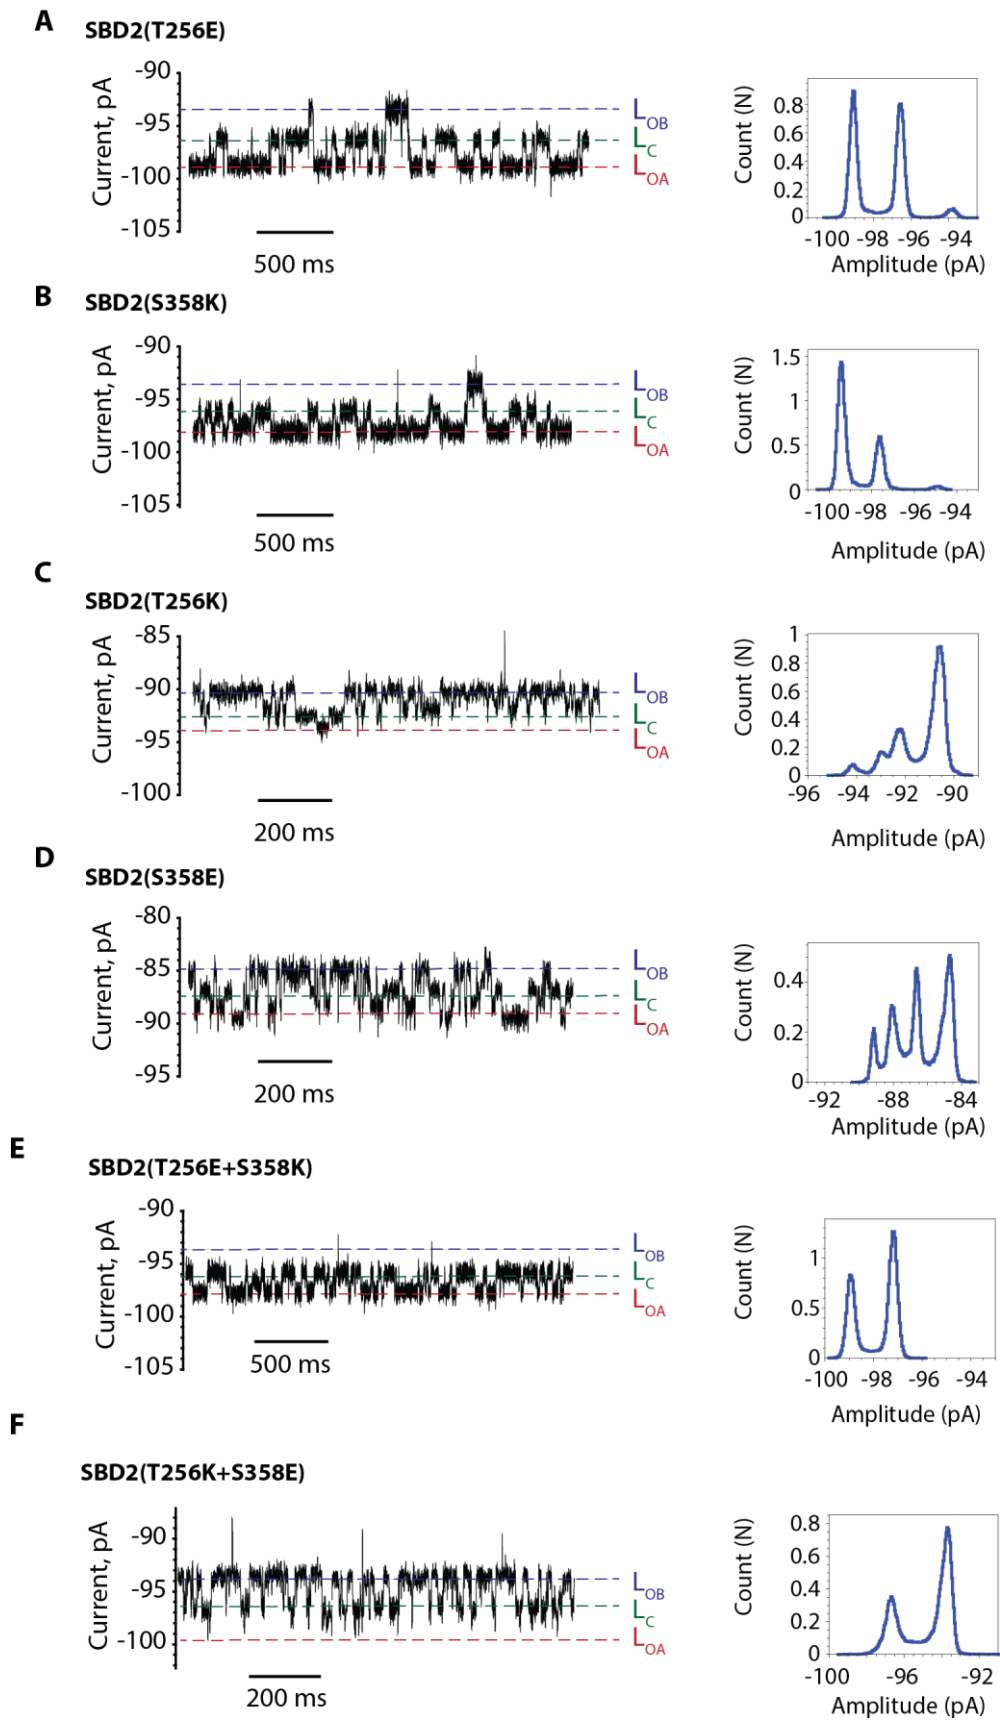 A
SBD2(T256E)
Current, pA
-90
-95
-100
-105
L_OB
L_C
L_OA
500 ms
Count (N)
0.8
0.6
0.4
0.2
0
-100 -98 -96 -94
Amplitude (pA)
B
SBD2(S358K)
Current, pA
-90
-95
-100
-105
L_OB
L_C
L_OA
500 ms
Count (N)
1.5
1
0.5
0
-100 -98 -96 -94
Amplitude (pA)
C
SBD2(T256K)
Current, pA
-85
-90
-95
-100
L_OB
L_C
L_OA
200 ms
Count (N)
1
0.8
0.6
0.4
0.2
0
-96 -94 -92 -90
Amplitude (pA)
D
SBD2(S358E)
Current, pA
-80
-85
-90
-95
L_OB
L_C
L_OA
200 ms
Count (N)
0.4
0.2
0
-92 -88 -84
Amplitude (pA)
E
SBD2(T256E+S358K)
Current, pA
-90
-95
-100
-105
L_OB
L_C
L_OA
500 ms
Count (N)
1
0.5
0
-100 -98 -96 -94
Amplitude (pA)
F
SBD2(T256K+S358E)
Current, pA
-90
-95
-100
L_OB
L_C
L_OA
200 ms
Count (N)
0.8
0.6
0.4
0.2
0
-100 -96 -92
Amplitude (pA)